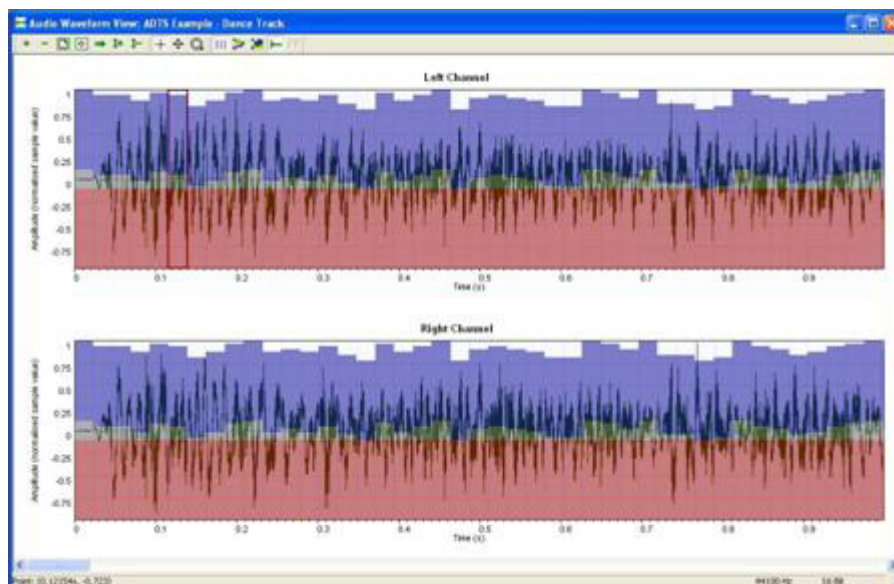 Audio Waveform View: ADTS Example - Dance Track
Left Channel
Amplitude (normalised sample value)
1
0.75
0.5
0.25
0
-0.25
-0.5
-0.75
0 0.1 0.2 0.3 0.4 0.5 0.6 0.7 0.8 0.9
Time (s)
Right Channel
Amplitude (normalised sample value)
1
0.75
0.5
0.25
0
-0.25
-0.5
-0.75
0 0.1 0.2 0.3 0.4 0.5 0.6 0.7 0.8 0.9
Time (s)
44100 Hz